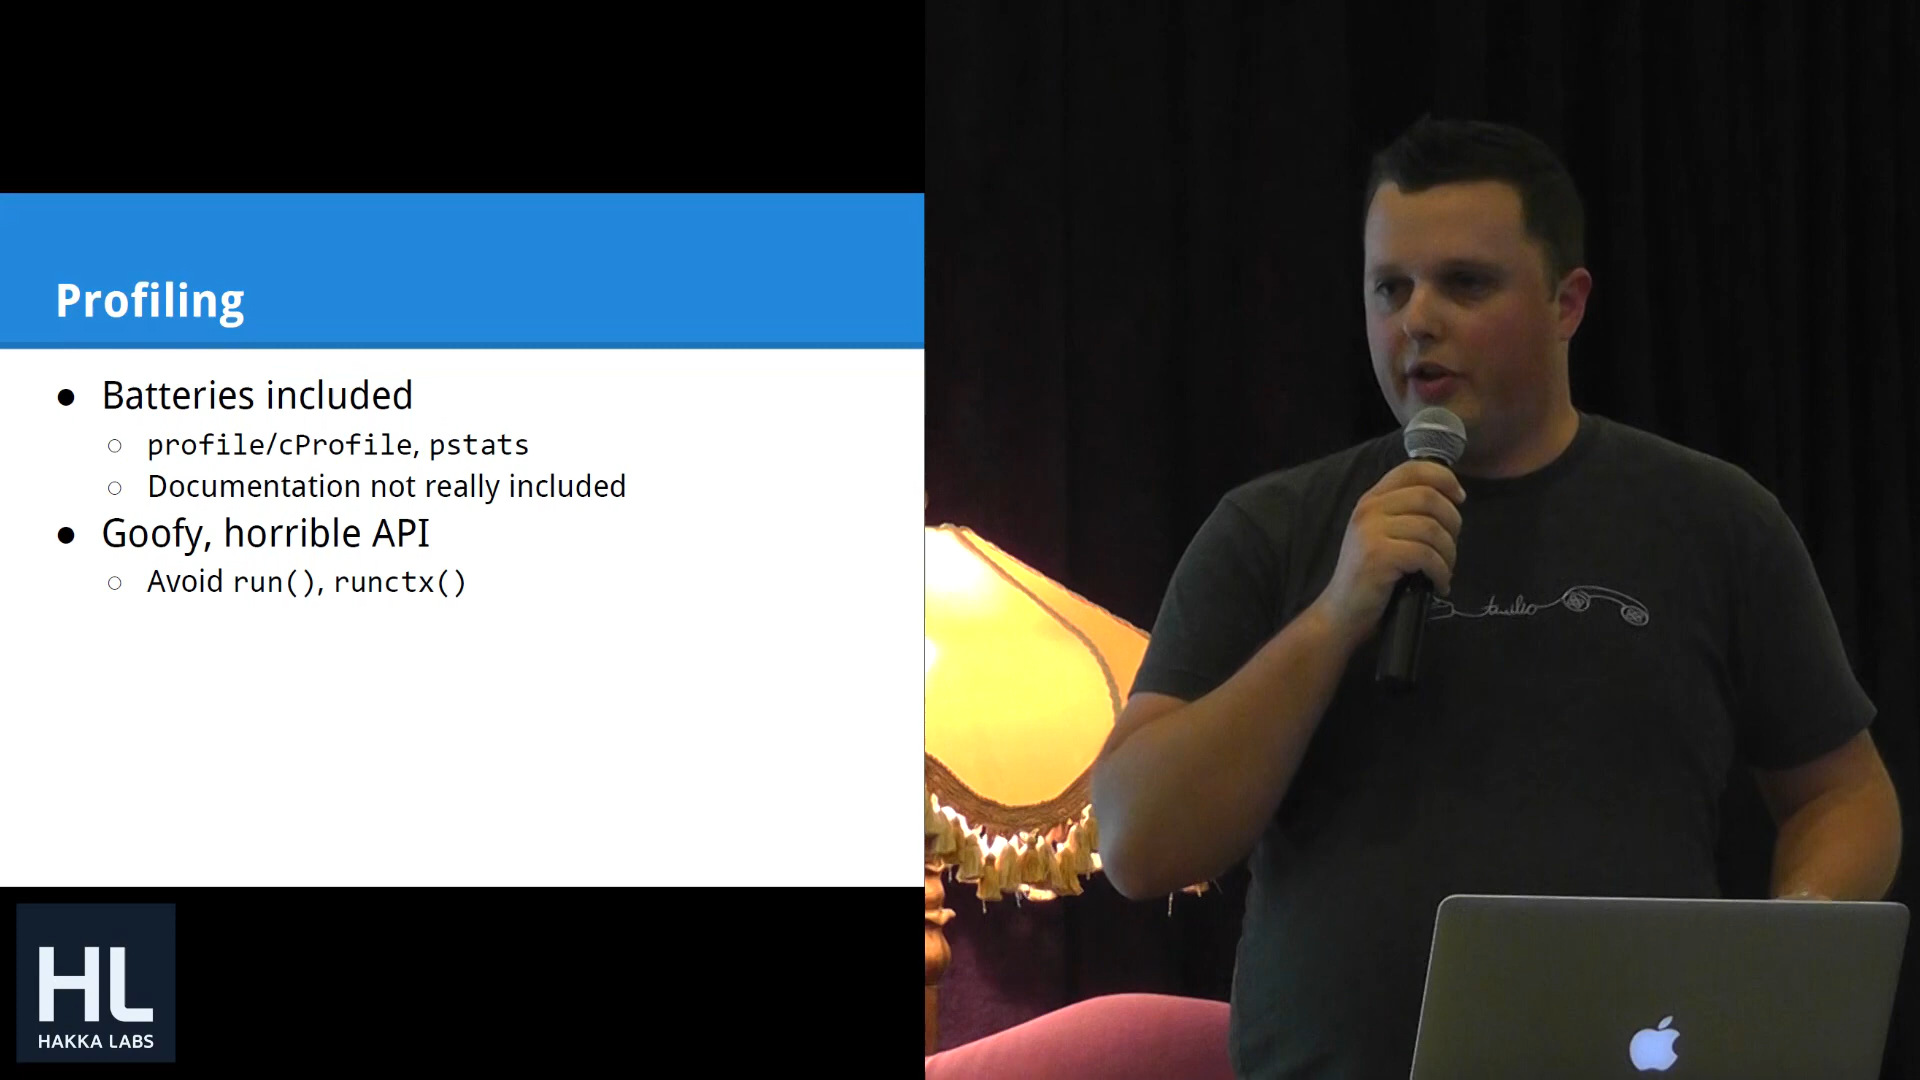 Profiling
● Batteries included
○ profile/cProfile, pstats
○ Documentation not really included
● Goofy, horrible API
○ Avoid run(), runctx()
HL
HAKKA LABS
twilio